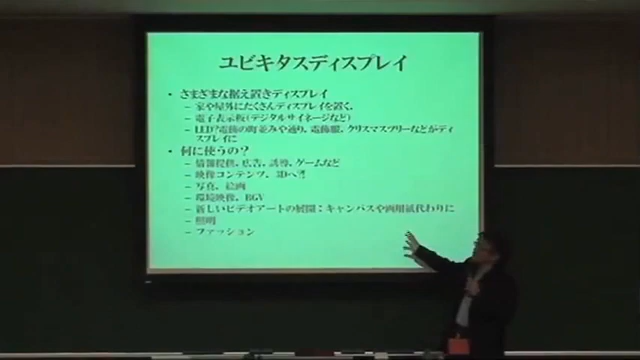 ユビキタスディスプレイ
• さまざまな据え置きディスプレイ
– 家や屋外にたくさんディスプレイを置く,
– 電子表示板(デジタルサイネージなど)
– LED?電飾の町並みや通り, 電飾服, クリスマスツリーなどがディ
スプレイに
• 何に使うの?
– 情報提供, 広告, 誘導, ゲームなど
– 映像コンテンツ, 3Dへ?!
– 写真, 絵画
– 環境映像, BGV
– 新しいビデオアートの展開:キャンバスや画用紙代わりに
– 照明
– ファッション